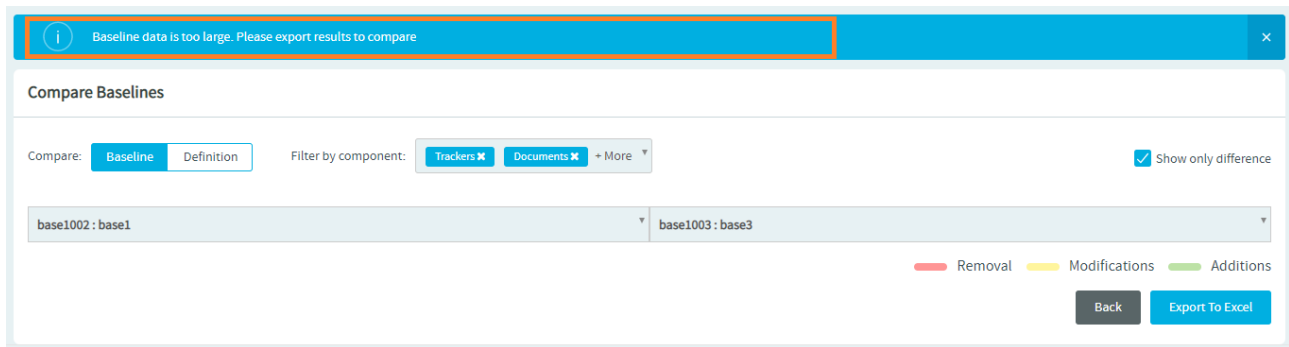 Baseline data is too large. Please export results to compare
Compare Baselines
Compare: Baseline Definition Filter by component: Trackers Documents + More Show only difference
base1002 : base1 base1003 : base3
Removal Modifications Additions
Back Export To Excel